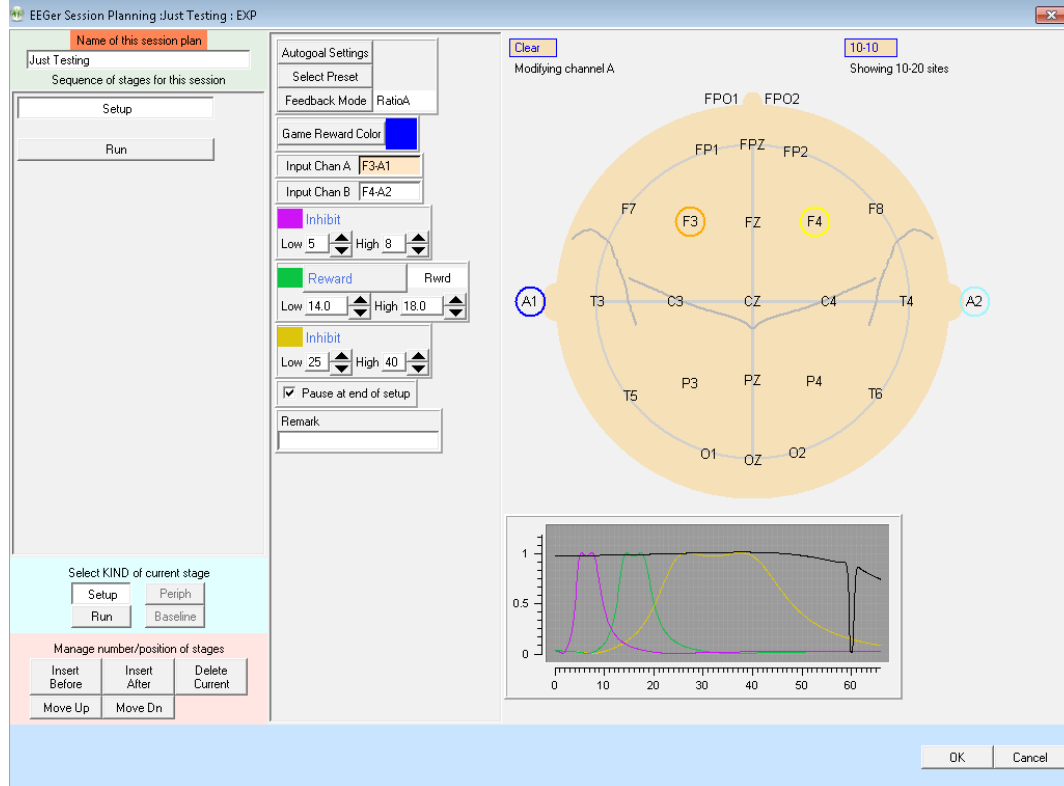 EEGer Session Planning :Just Testing : EXP
Name of this session plan
Just Testing
Sequence of stages for this session
Setup
Run
Select KIND of current stage
Setup Periph
Run Baseline
Manage number/position of stages
Insert Before Insert After Delete Current
Move Up Move Dn
Autogoal Settings
Select Preset
Feedback Mode RatioA
Game Reward Color
Input Chan A F3-A1
Input Chan B F4-A2
Inhibit
Low 5 High 8
Reward Rwrd
Low 14.0 High 18.0
Inhibit
Low 25 High 40
Pause at end of setup
Remark
Clear 10-10
Modifying channel A Showing 10-20 sites
FPO1 FPO2
FP1 FPZ FP2
F7 F8
F3 FZ F4
A1 T3 C3 CZ C4 T4 A2
P3 PZ P4
T5 T6
O1 OZ O2
1
0.5
0
0 10 20 30 40 50 60
OK Cancel